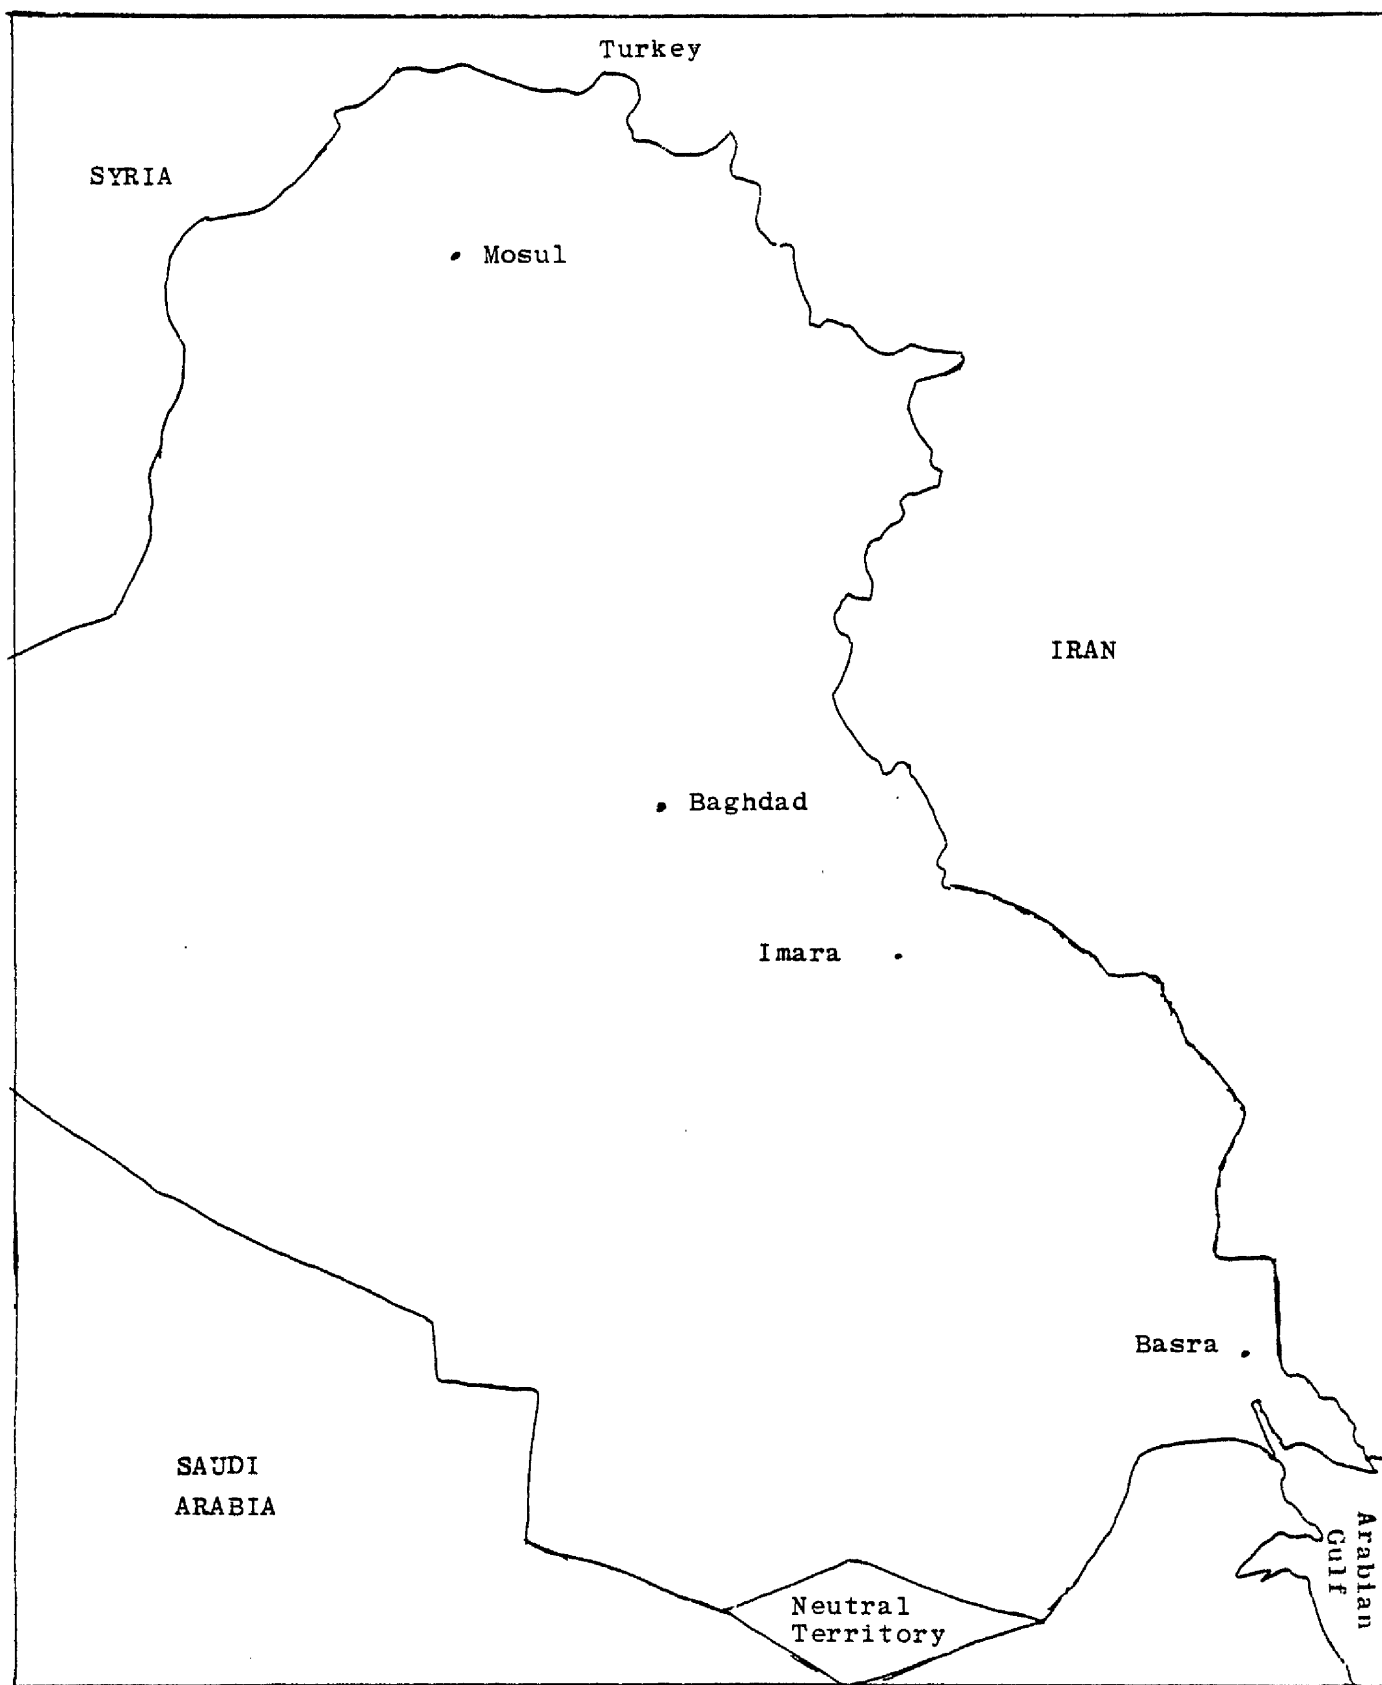 Turkey
SYRIA
Mosul
IRAN
Baghdad
Imara
Basra
SAUDI
ARABIA
Arabian
Gulf
Neutral
Territory